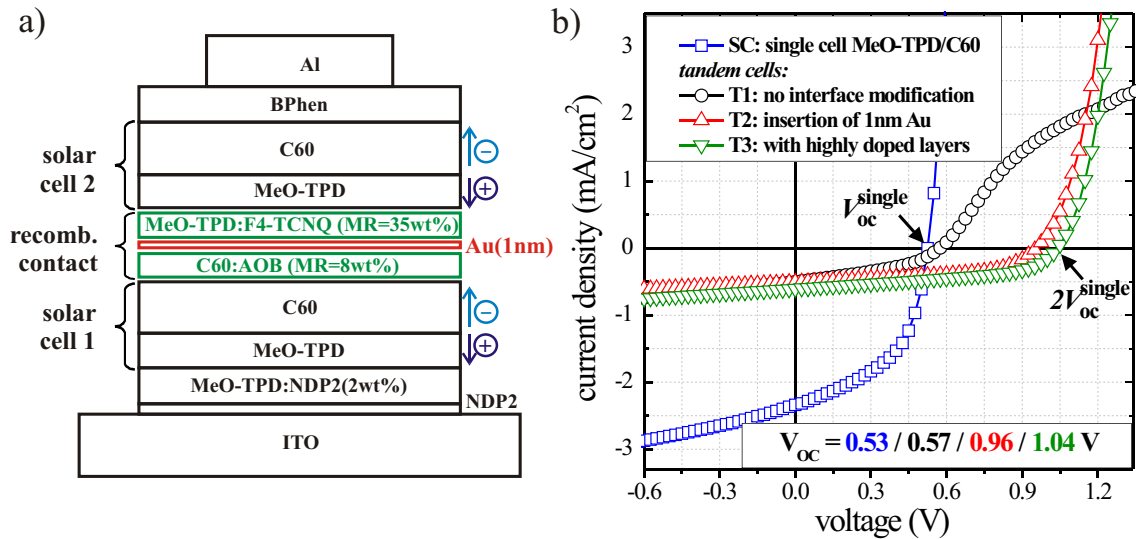 a)
Al
BPhen
C60
MeO-TPD
solar
cell 2
MeO-TPD:F4-TCNQ (MR=35wt%)
Au(1nm)
C60:AOB (MR=8wt%)
recomb.
contact
C60
MeO-TPD
solar
cell 1
MeO-TPD:NDP2(2wt%)
NDP2
ITO
b)
SC: single cell MeO-TPD/C60
tandem cells:
T1: no interface modification
T2: insertion of 1nm Au
T3: with highly doped layers
V_oc^single
2V_oc^single
V_OC = 0.53 / 0.57 / 0.96 / 1.04 V
current density (mA/cm²)
3
2
1
0
-1
-2
-3
-0.6 -0.3 0.0 0.3 0.6 0.9 1.2
voltage (V)